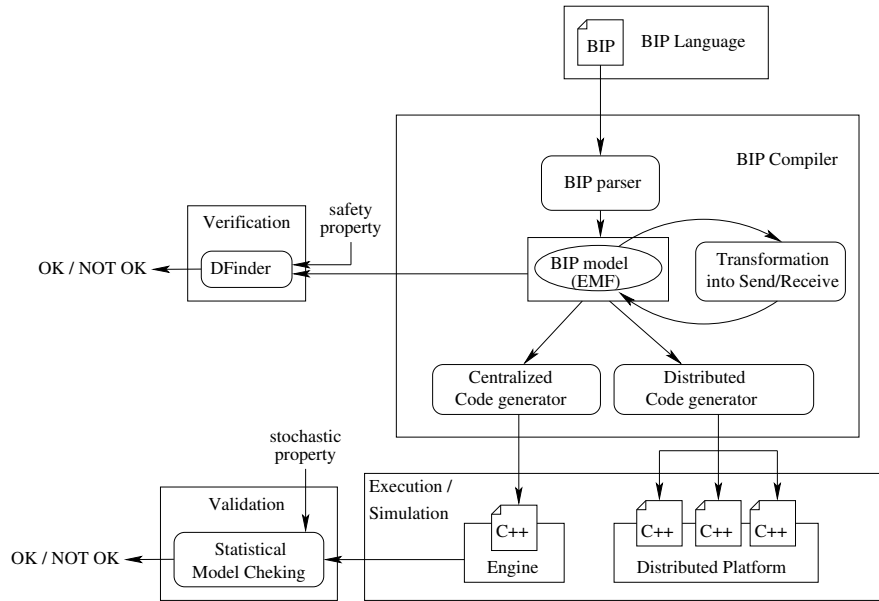 BIP
BIP Language
BIP Compiler
BIP parser
safety
property
Verification
DFinder
OK / NOT OK
BIP model
(EMF)
Transformation
into Send/Receive
Centralized
Code generator
Distributed
Code generator
stochastic
property
Validation
Execution /
Simulation
C++
C++
C++
C++
Statistical
Model Cheking
OK / NOT OK
Engine
Distributed Platform